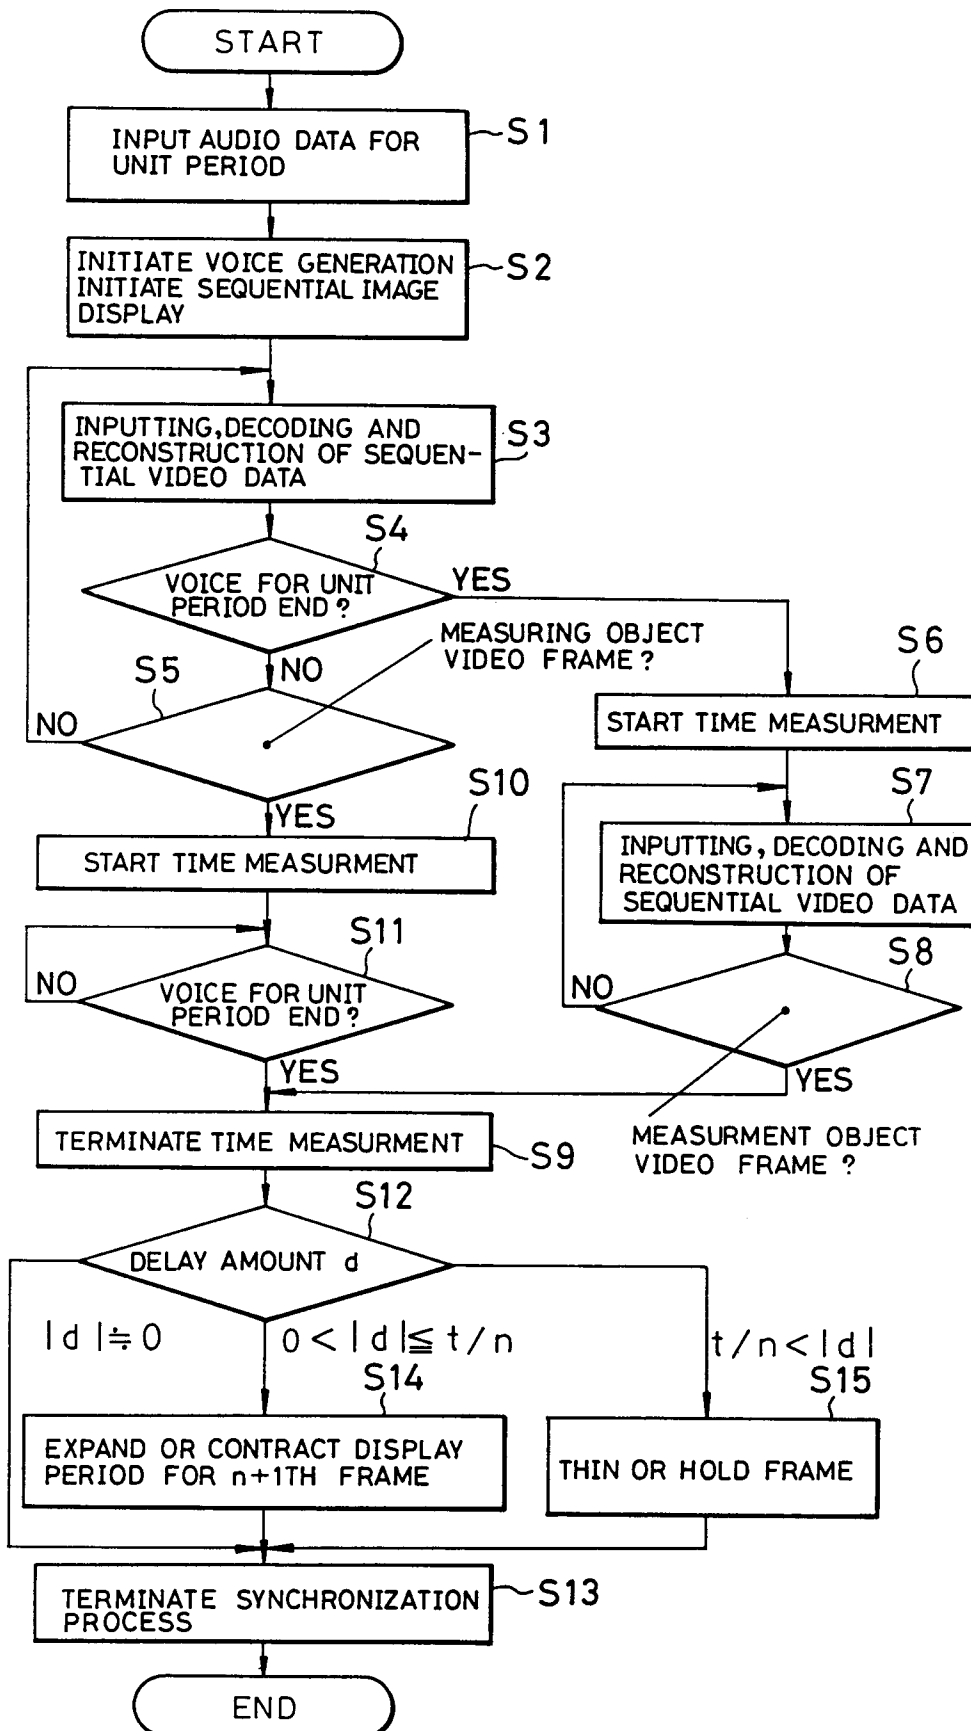 START
INPUT AUDIO DATA FOR
UNIT PERIOD
S1
INITIATE VOICE GENERATION
INITIATE SEQUENTIAL IMAGE
DISPLAY
S2
INPUTTING, DECODING AND
RECONSTRUCTION OF SEQUEN-
TIAL VIDEO DATA
S3
S4
VOICE FOR UNIT
PERIOD END?
YES
NO
MEASURING OBJECT
VIDEO FRAME?
S5
NO
YES
S6
START TIME MEASURMENT
S7
INPUTTING, DECODING AND
RECONSTRUCTION OF
SEQUENTIAL VIDEO DATA
S8
NO
YES
MEASURMENT OBJECT
VIDEO FRAME?
S10
START TIME MEASURMENT
S11
NO
VOICE FOR UNIT
PERIOD END?
YES
TERMINATE TIME MEASURMENT
S9
S12
DELAY AMOUNT d
|d|≒0
0<|d|≦t/n
t/n<|d|
S14
EXPAND OR CONTRACT DISPLAY
PERIOD FOR n+1TH FRAME
S15
THIN OR HOLD FRAME
TERMINATE SYNCHRONIZATION
PROCESS
S13
END